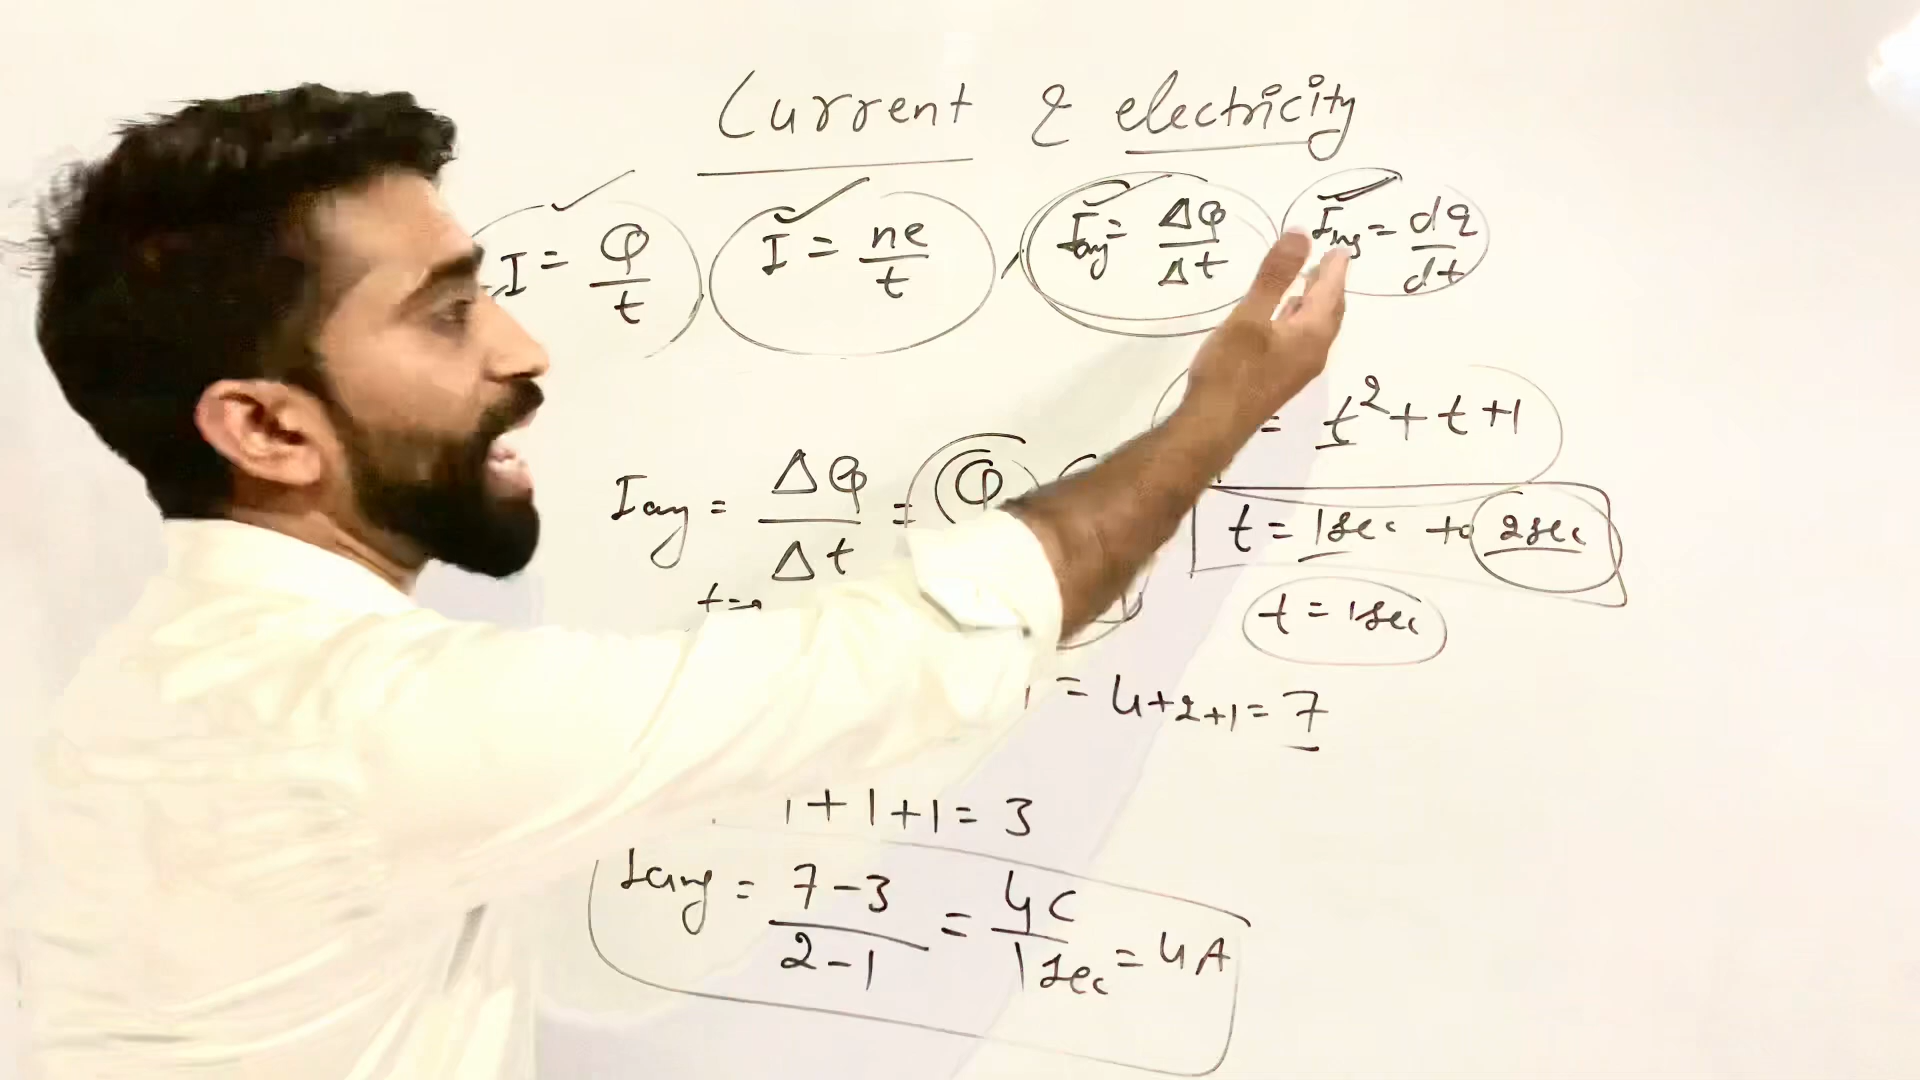 Current & electricity
I = Q/t I = ne/t , Iavg = ΔQ/Δt Iins = dq/dt
= t² + t + 1
Iavg = ΔQ/Δt = Q
t = 1sec to 2sec
t = 1sec
= 4+2+1 = 7
1+1+1 = 3
Iavg = 7-3/2-1 = 4C/1sec = 4A